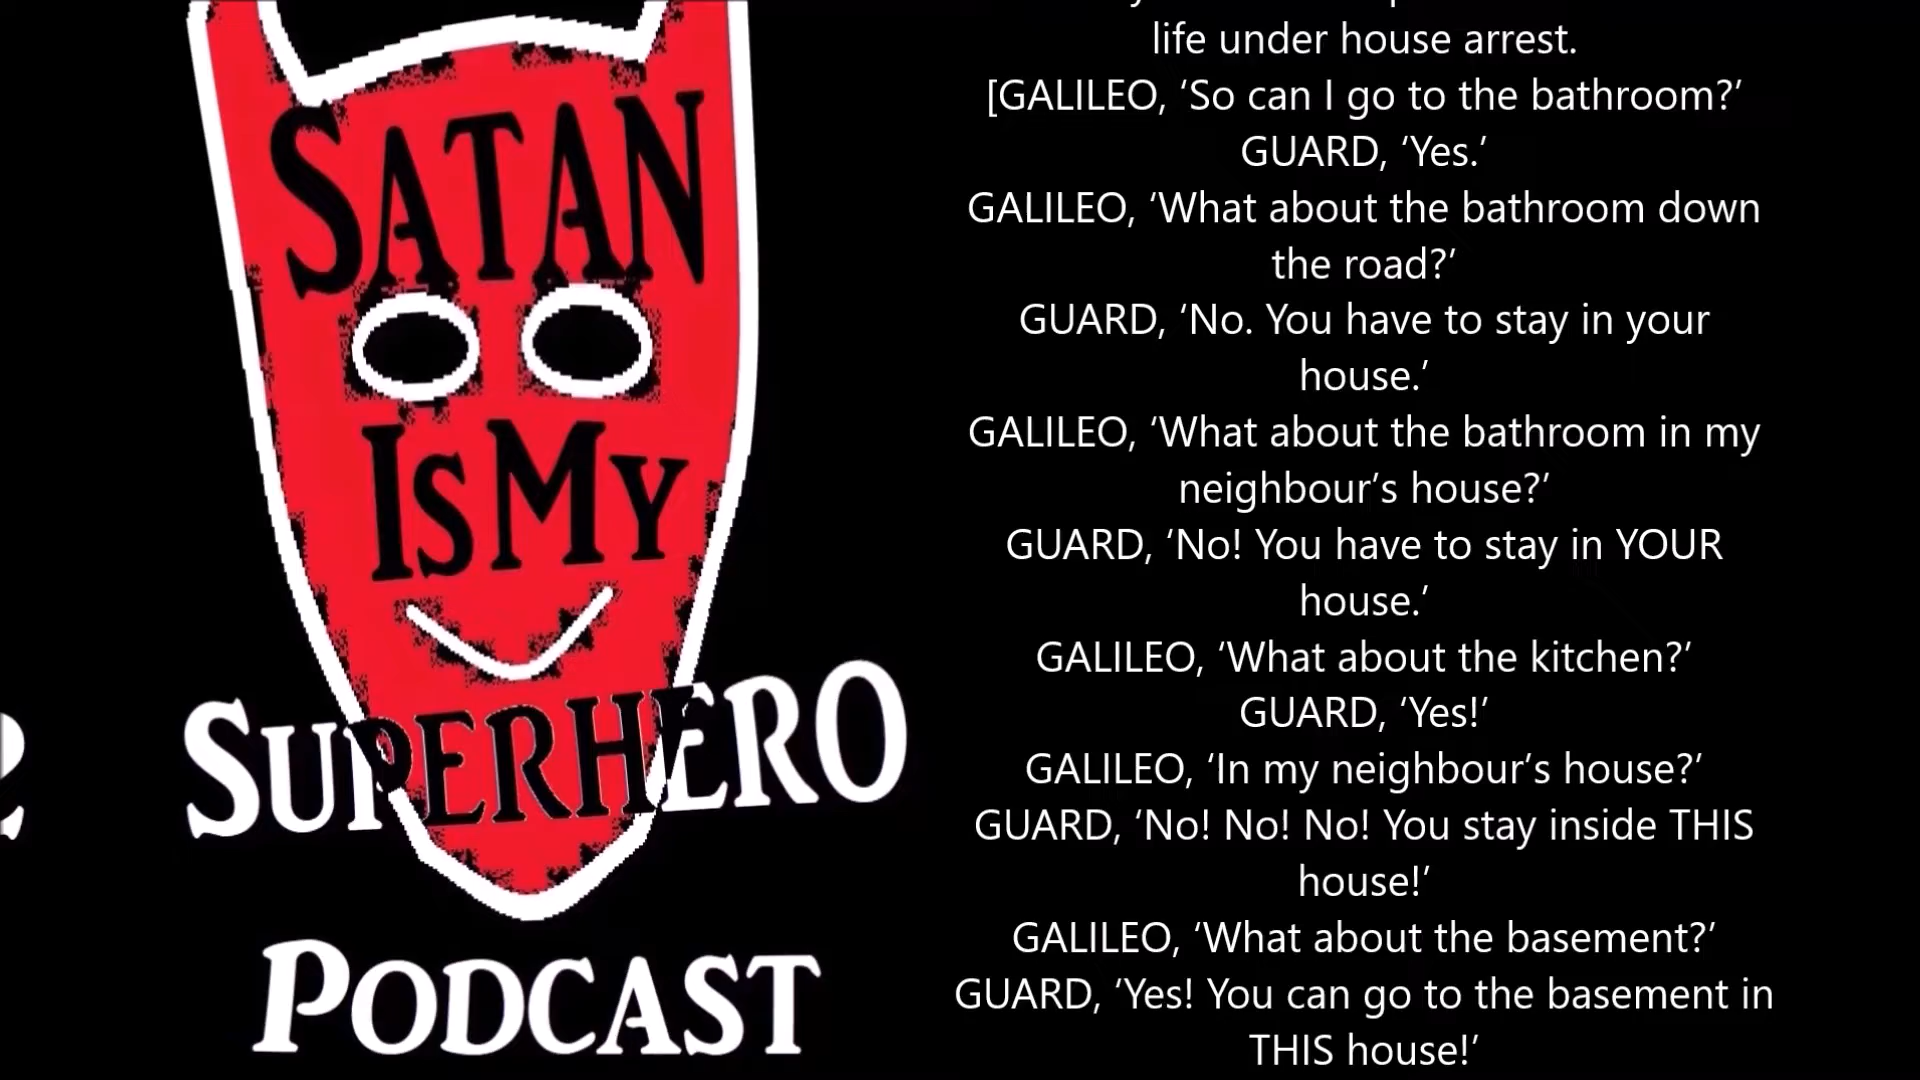 SATAN
IS MY
SUPERHERO
PODCAST
life under house arrest.
[GALILEO, ‘So can I go to the bathroom?’
GUARD, ‘Yes.’
GALILEO, ‘What about the bathroom down
the road?’
GUARD, ‘No. You have to stay in your
house.’
GALILEO, ‘What about the bathroom in my
neighbour’s house?’
GUARD, ‘No! You have to stay in YOUR
house.’
GALILEO, ‘What about the kitchen?’
GUARD, ‘Yes!’
GALILEO, ‘In my neighbour’s house?’
GUARD, ‘No! No! No! You stay inside THIS
house!’
GALILEO, ‘What about the basement?’
GUARD, ‘Yes! You can go to the basement in
THIS house!’